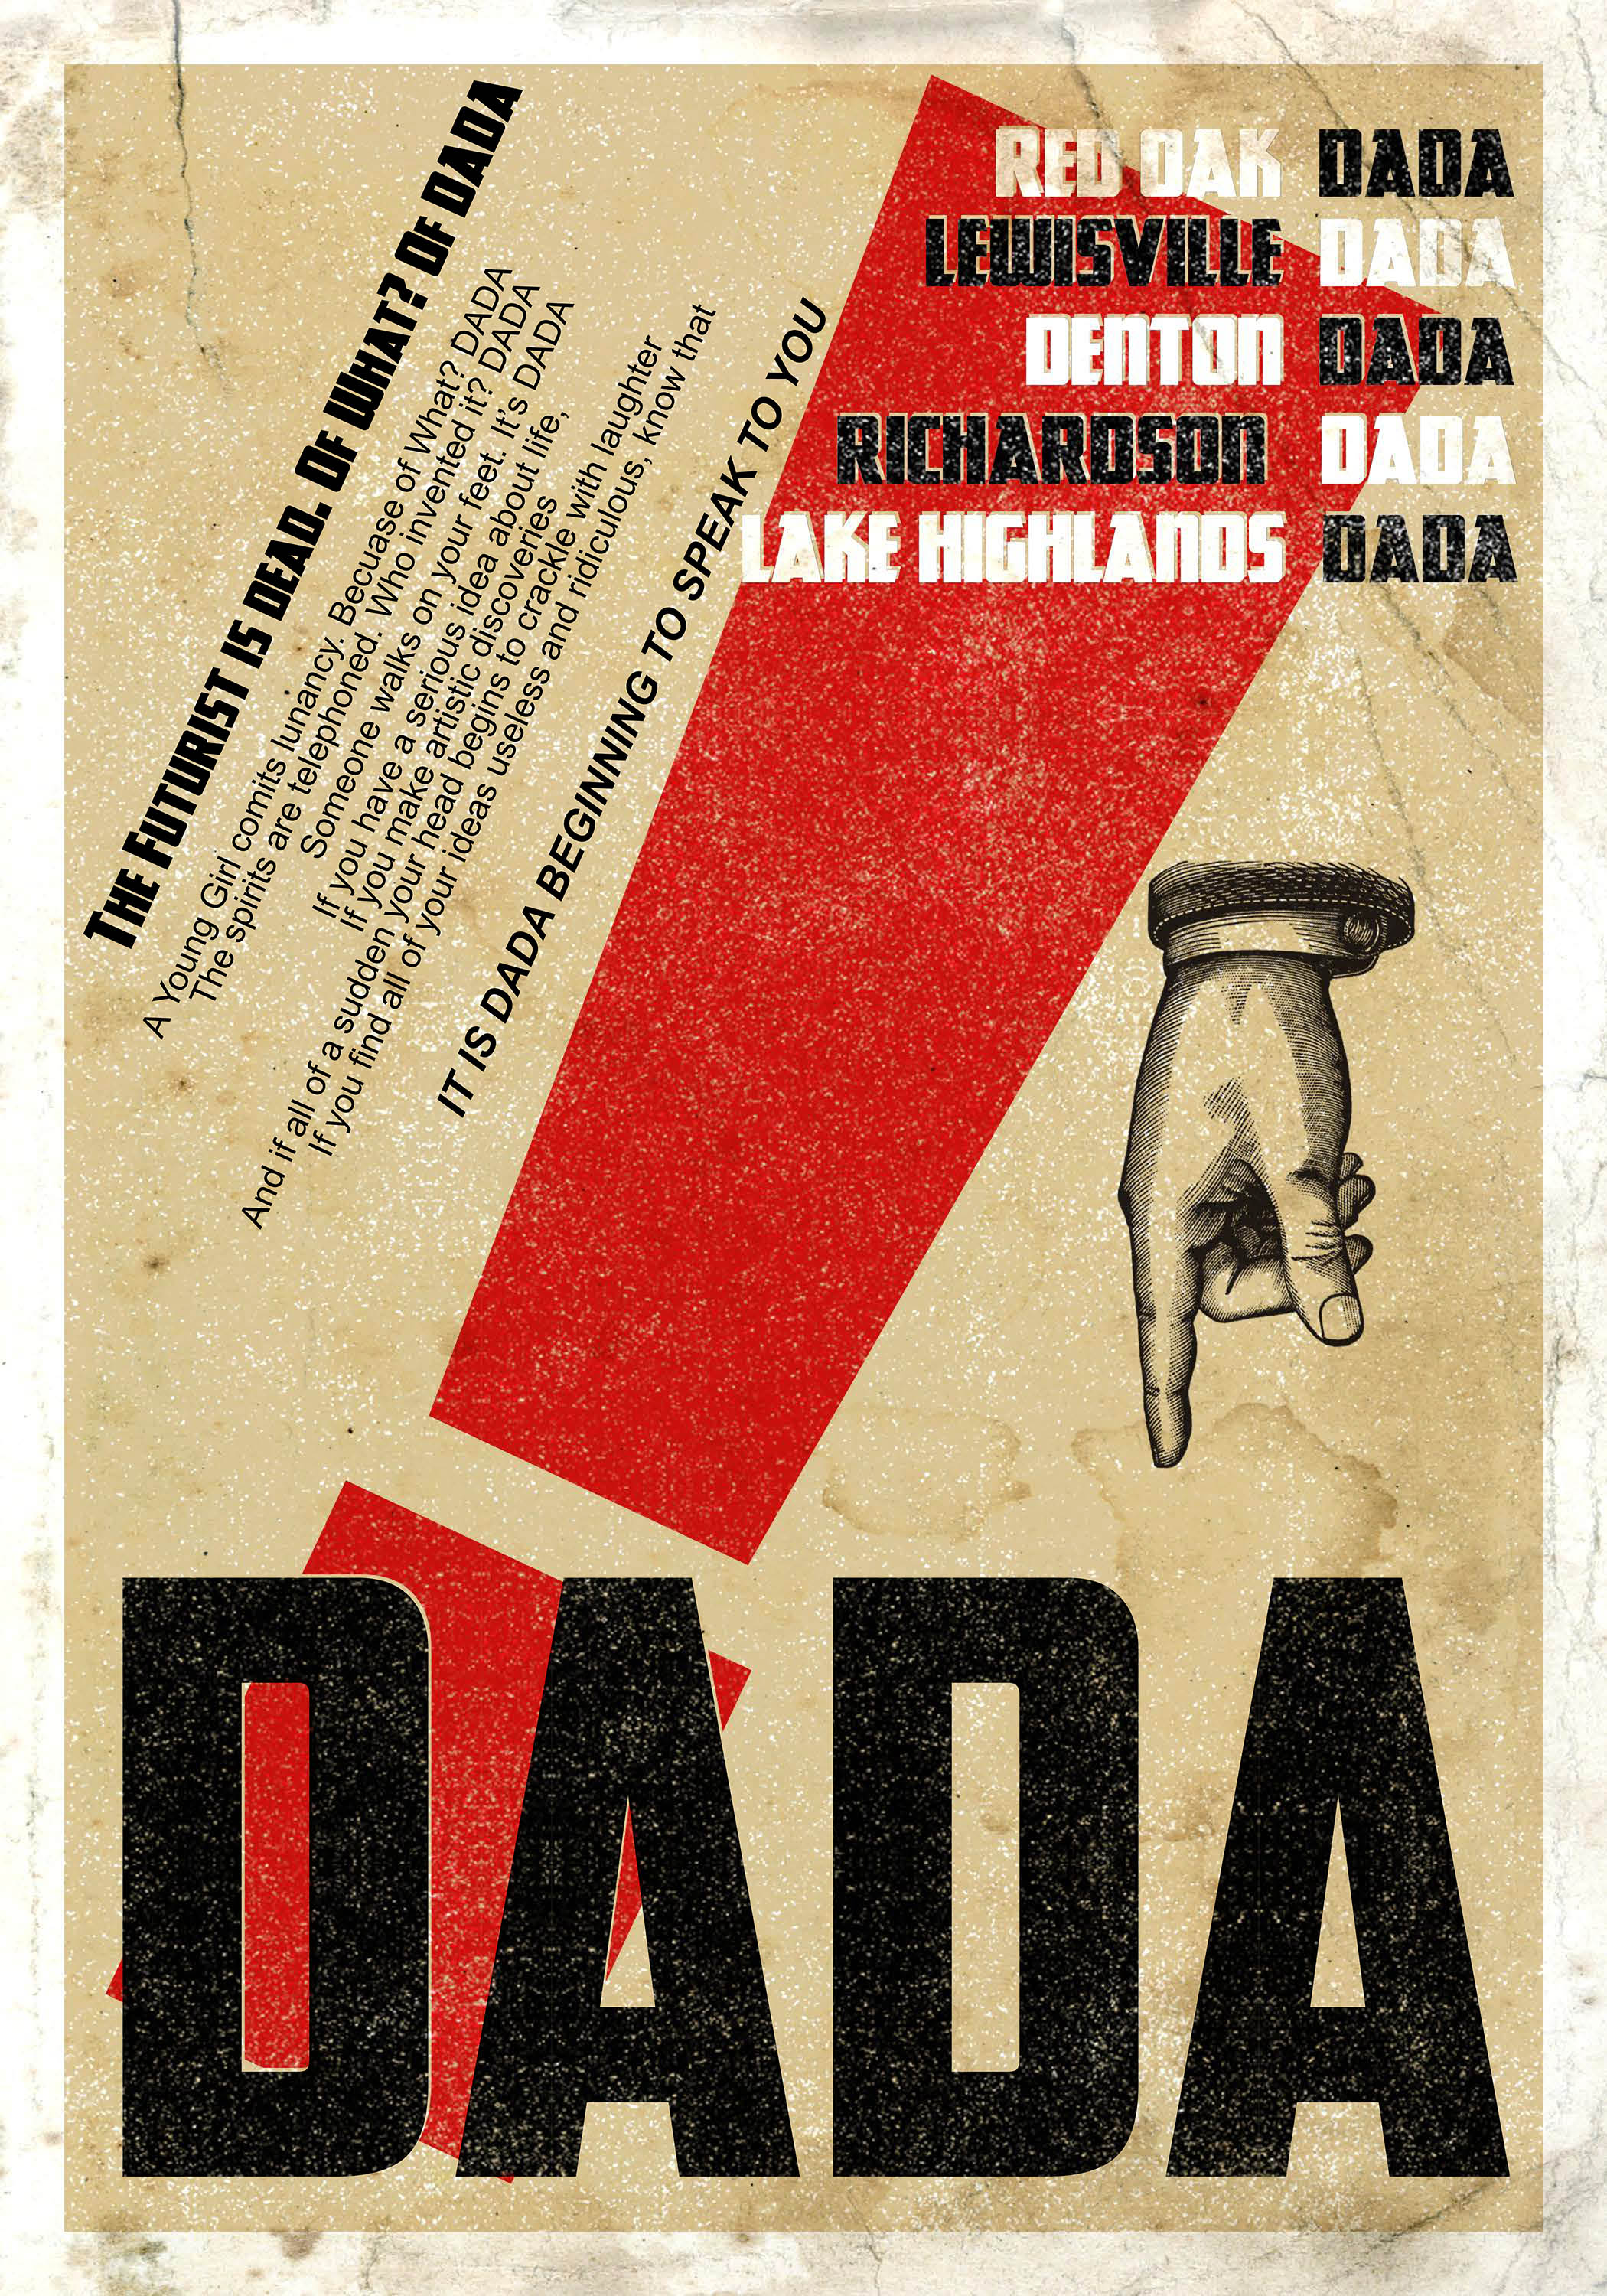 THE FUTURIST IS DEAD. OF WHAT? OF DADA
A Young Girl comits lunancy. Becuase of What? DADA
The spirits are telephoned. Who invented it? DADA
Someone walks on your feet. It's DADA
If you have a serious idea about life,
If you make artistic discoveries
And if all of a sudden your head begins to crackle with laughter
If you find all of your ideas useless and ridiculous, know that
IT IS DADA BEGINNING TO SPEAK TO YOU
RED OAK DADA
LEWISVILLE DADA
DENTON DADA
RICHARDSON DADA
LAKE HIGHLANDS DADA
DADA